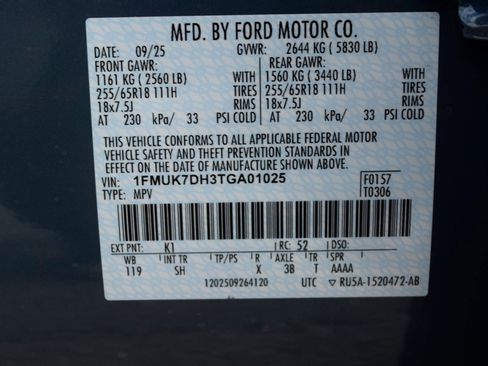 MFD. BY FORD MOTOR CO.
DATE: 09/25 GVWR: 2644 KG ( 5830 LB)
FRONT GAWR: REAR GAWR:
1161 KG ( 2560 LB) WITH 1560 KG ( 3440 LB) WITH
255/65R18 111H TIRES 255/65R18 111H TIRES
18x7.5J RIMS 18x7.5J RIMS
AT 230 kPa/ 33 PSI COLD AT 230 kPa/ 33 PSI COLD
THIS VEHICLE CONFORMS TO ALL APPLICABLE FEDERAL MOTOR
VEHICLE SAFETY AND THEFT PREVENTION STANDARDS IN
EFFECT ON THE DATE OF MANUFACTURE SHOWN ABOVE.
VIN: 1FMUK7DH3TGA01025 F0157
TYPE: MPV T0306
EXT PNT: K1 RC: 52 DSO:
WB INT TR TP/PS R AXLE TR SPR
119 SH X 3B T AAAA
1202509264120 UTC ▽ RU5A-1520472-AB